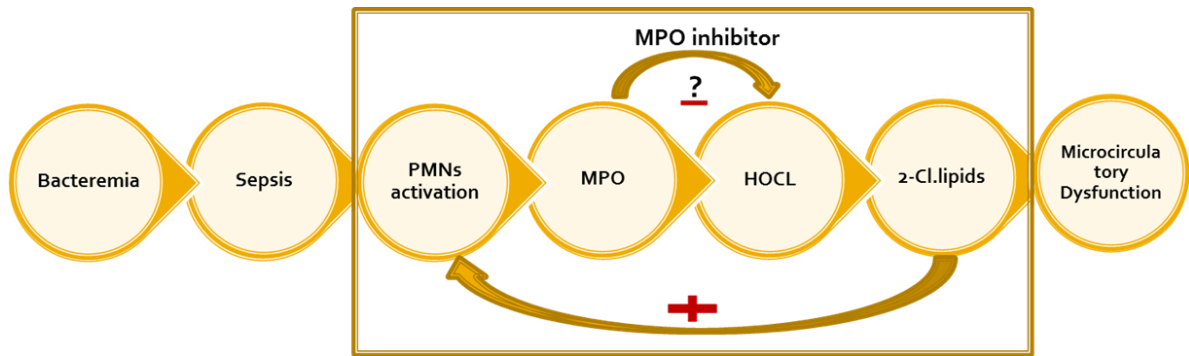 MPO inhibitor
?
Bacteremia
Sepsis
PMNs
activation
MPO
HOCL
2-Cl.lipids
Microcircula
tory
Dysfunction
+